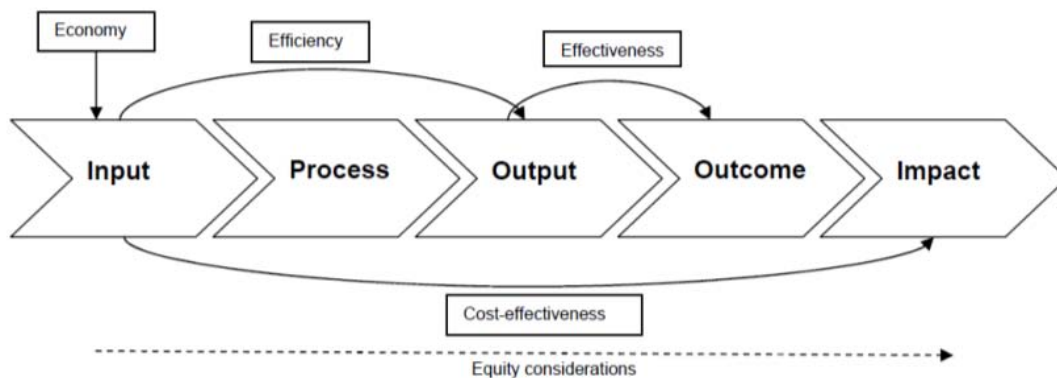 Economy
Efficiency
Effectiveness
Input
Process
Output
Outcome
Impact
Cost-effectiveness
Equity considerations